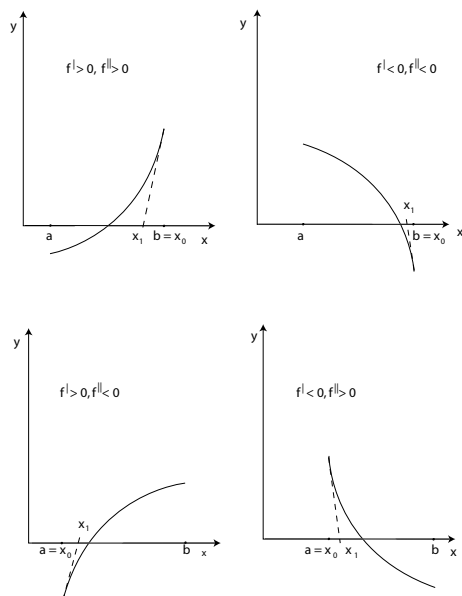 y
f| > 0, f|| > 0
a x₁ b = x₀ x
y
f| < 0, f|| < 0
x₁
a b = x₀ x
y
f| > 0, f|| < 0
x₁
a = x₀ b x
y
f| < 0, f|| > 0
a = x₀ x₁ b x